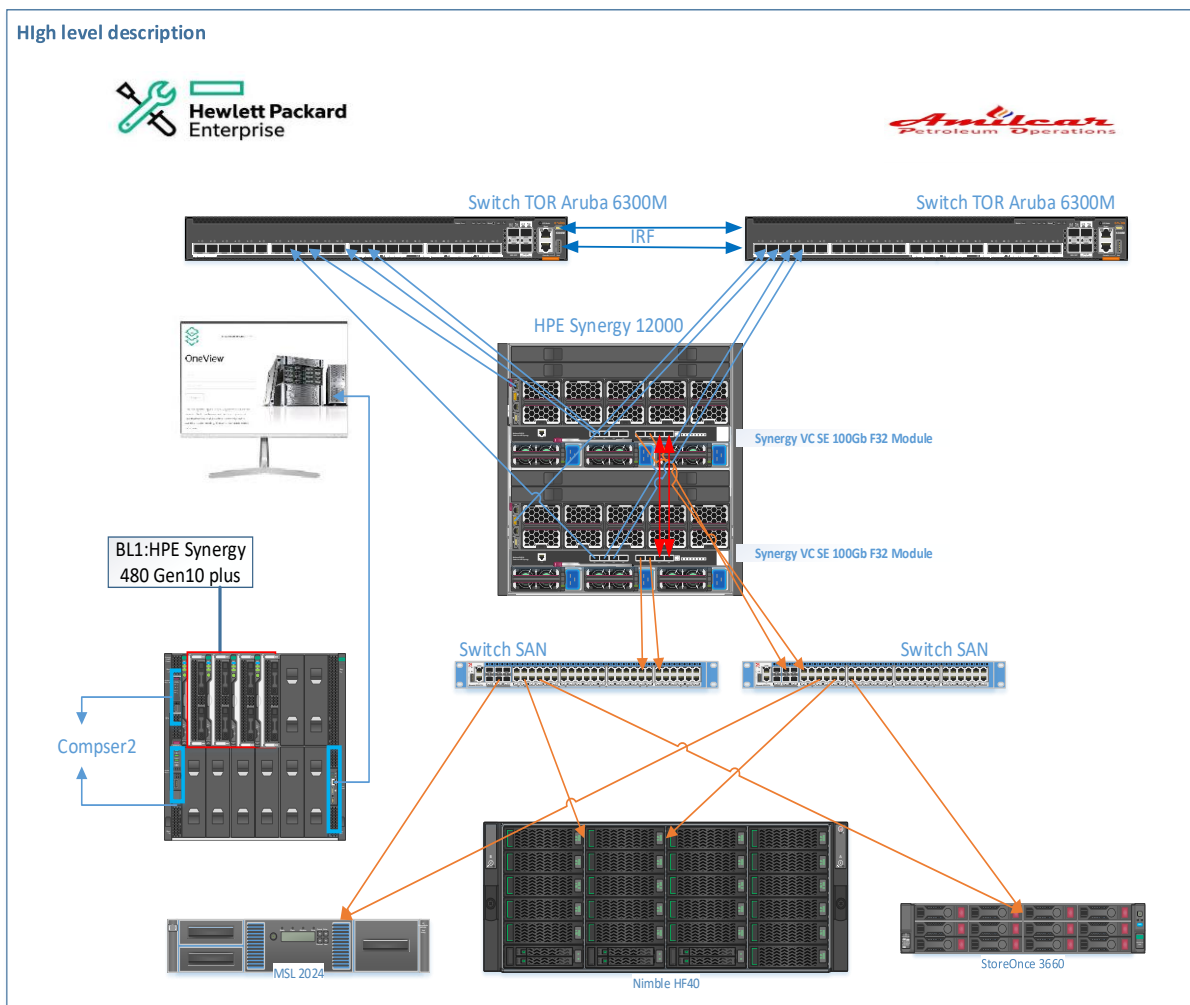 HIgh level description
Hewlett Packard
Enterprise
Amilcar
Petroleum Operations
Switch TOR Aruba 6300M
Switch TOR Aruba 6300M
IRF
HPE Synergy 12000
OneView
Synergy VC SE 100Gb F32 Module
BL1:HPE Synergy
480 Gen10 plus
Synergy VC SE 100Gb F32 Module
Switch SAN
Switch SAN
Compser2
MSL 2024
Nimble HF40
StoreOnce 3660